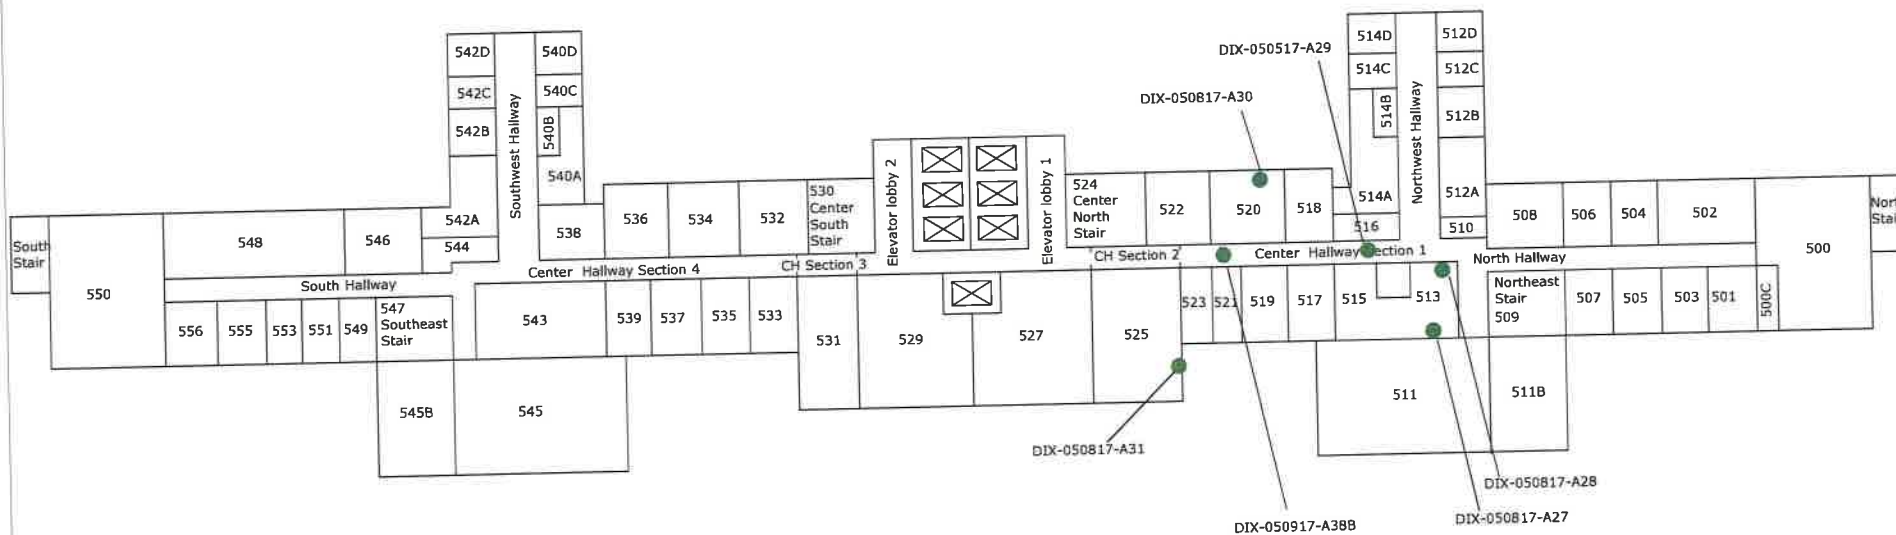 542D
540D
542C
540C
542B
540B
Southwest Hallway
540A
542A
544
538
536
534
532
530
Center
South
Stair
Elevator lobby 2
Elevator lobby 1
524
Center
North
Stair
522
520
518
DIX-050517-A29
DIX-050817-A30
514D
512D
514C
512C
514B
512B
Northwest Hallway
514A
512A
516
510
508
506
504
502
500
South
Stair
550
548
546
South Hallway
Center Hallway Section 4
CH Section 3
CH Section 2
Center Hallway Section 1
North Hallway
556
555
553
551
549
547
Southeast
Stair
543
539
537
535
533
531
529
527
525
523
521
519
517
515
513
Northeast
Stair
509
507
505
503
501
500C
545B
545
511
511B
DIX-050817-A31
DIX-050917-A38B
DIX-050817-A28
DIX-050817-A27